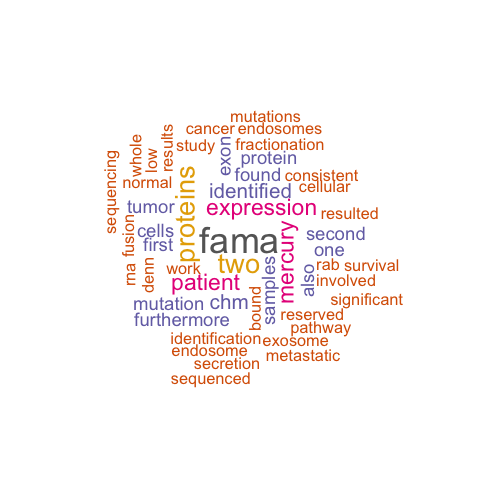 mutations
cancer endosomes
study fractionation
sequencing
whole
low
results
exon
protein
found consistent
normal
identified cellular
proteins
tumor
expression resulted
rna fusion
cells
first
fama
mercury
second
one
denn
work
two
samples
also
rab survival
patient
involved
mutation chm
bound
significant
furthermore
reserved
pathway
identification exosome
endosome
metastatic
secretion
sequenced